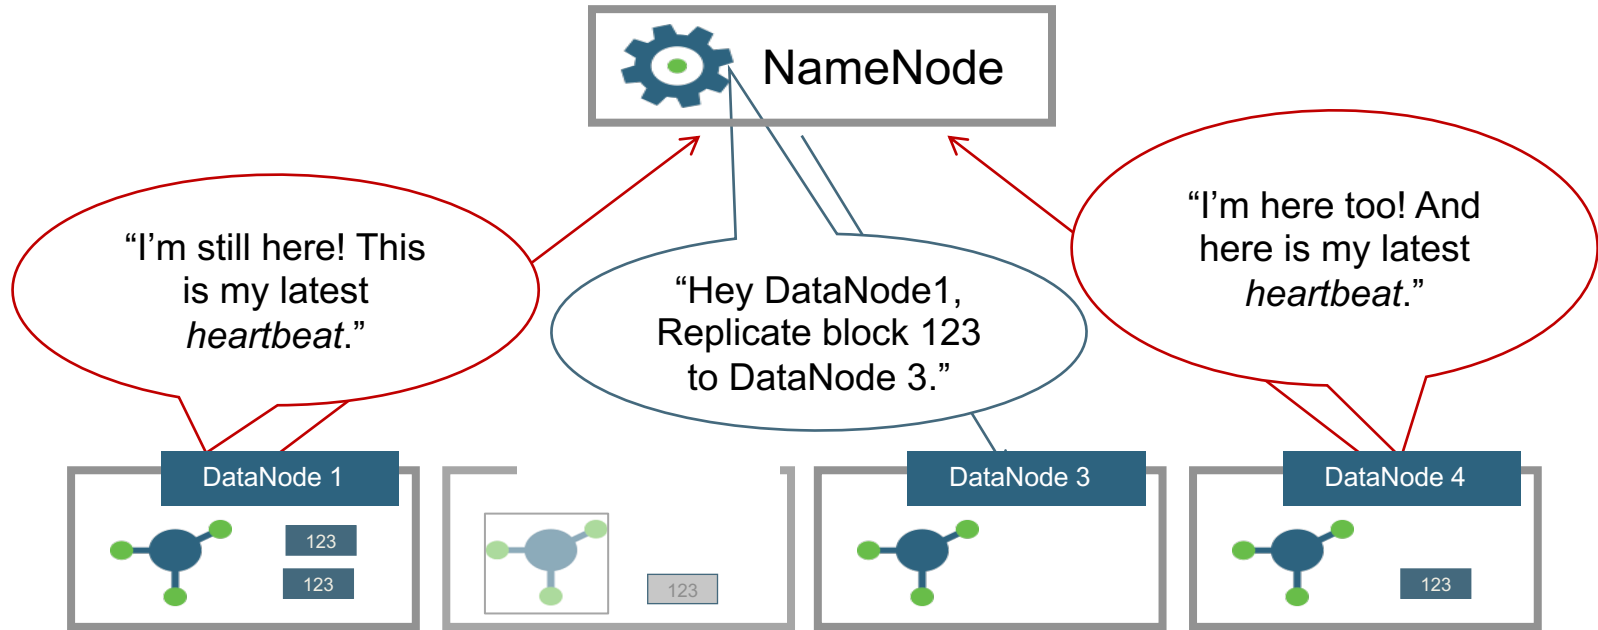 NameNode
“I’m still here! This
is my latest
heartbeat.”
“Hey DataNode1,
Replicate block 123
to DataNode 3.”
“I’m here too! And
here is my latest
heartbeat.”
DataNode 1
123
123
123
DataNode 3
DataNode 4
123